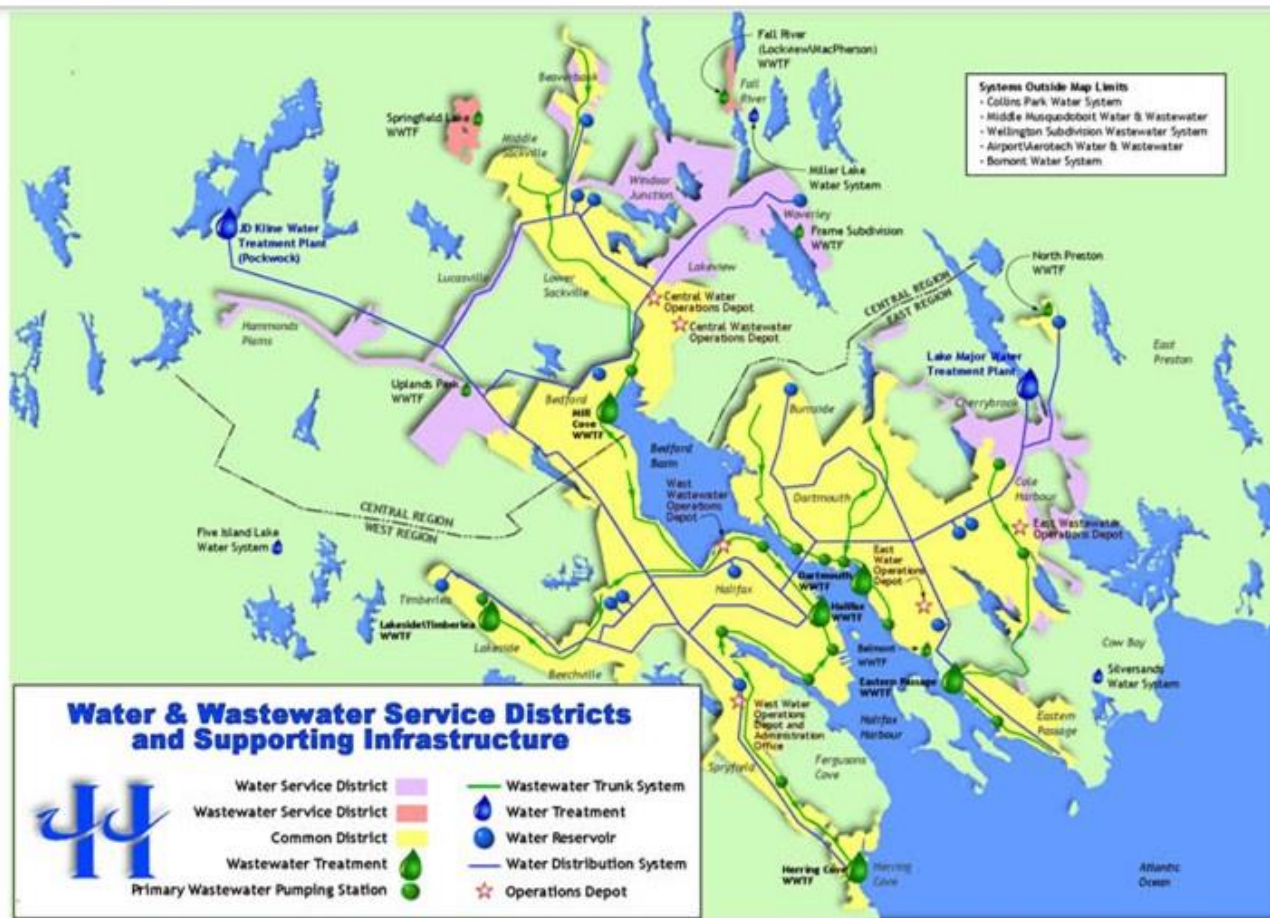 Fall River
(Lockview\MacPherson)
WWTF
Beaverbank
Fall
River
Springfield Lake
WWTF
Middle
Sackville
Systems Outside Map Limits
- Collins Park Water System
- Middle Musquodoboit Water & Wastewater
- Wellington Subdivision Wastewater System
- Airport\Aerotech Water & Wastewater
- Bomont Water System
Windsor
Junction
Miller Lake
Water System
Waverley
Frame Subdivision
WWTF
JD Kline Water
Treatment Plant
(Pockwock)
North Preston
WWTF
Lucasville
Lower
Sackville
Lakeview
CENTRAL REGION
EAST REGION
Central Water
Operations Depot
Central Wastewater
Operations Depot
Hammonds
Plains
East
Preston
Lake Major Water
Treatment Plant
Uplands Park
WWTF
Bedford
Mill
Cove
WWTF
Burnside
Cherrybrook
Bedford
Basin
West
Wastewater
Operations
Depot
Dartmouth
Cole
Harbour
CENTRAL REGION
WEST REGION
East Wastewater
Operations Depot
Five Island Lake
Water System
East
Water
Operations
Depot
Timberlea
Halifax
Dartmouth
WWTF
Halifax
WWTF
Lakeside\Timberlea
WWTF
Lakeside
Beechville
Belmont
WWTF
Cow Bay
Eastern Passage
WWTF
Silversands
Water System
West Water
Operations
Depot and
Administration
Office
Halifax
Harbour
Eastern
Passage
Spryfield
Fergusons
Cove
Herring Cove
WWTF
Herring
Cove
Atlantic
Ocean
Water & Wastewater Service Districts
and Supporting Infrastructure
Water Service District
Wastewater Service District
Common District
Wastewater Treatment
Primary Wastewater Pumping Station
Wastewater Trunk System
Water Treatment
Water Reservoir
Water Distribution System
Operations Depot